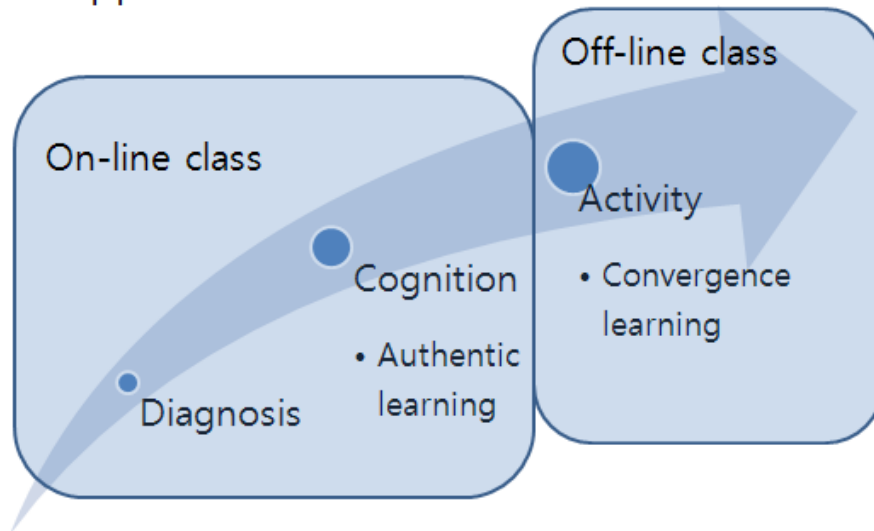 On-line class
Diagnosis
Cognition
• Authentic
learning
Off-line class
Activity
• Convergence
learning